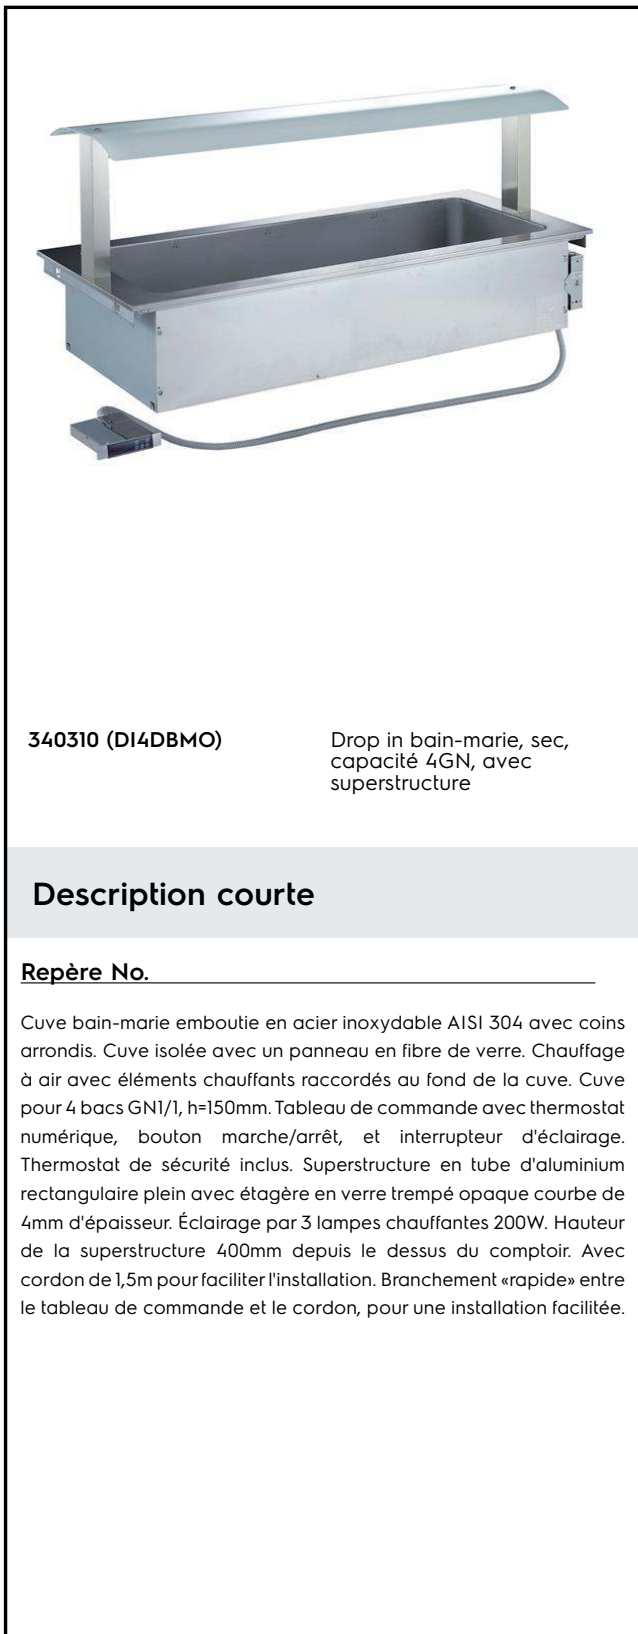 340310 (DI4DBMO)
Drop in bain-marie, sec,
capacité 4GN, avec
superstructure
Description courte
Repère No.
Cuve bain-marie emboutie en acier inoxydable AISI 304 avec coins
arrondis. Cuve isolée avec un panneau en fibre de verre. Chauffage
à air avec éléments chauffants raccordés au fond de la cuve. Cuve
pour 4 bacs GN1/1, h=150mm. Tableau de commande avec thermostat
numérique, bouton marche/arrêt, et interrupteur d'éclairage.
Thermostat de sécurité inclus. Superstructure en tube d'aluminium
rectangulaire plein avec étagère en verre trempé opaque courbe de
4mm d'épaisseur. Éclairage par 3 lampes chauffantes 200W. Hauteur
de la superstructure 400mm depuis le dessus du comptoir. Avec
cordon de 1,5m pour faciliter l'installation. Branchement «rapide» entre
le tableau de commande et le cordon, pour une installation facilitée.